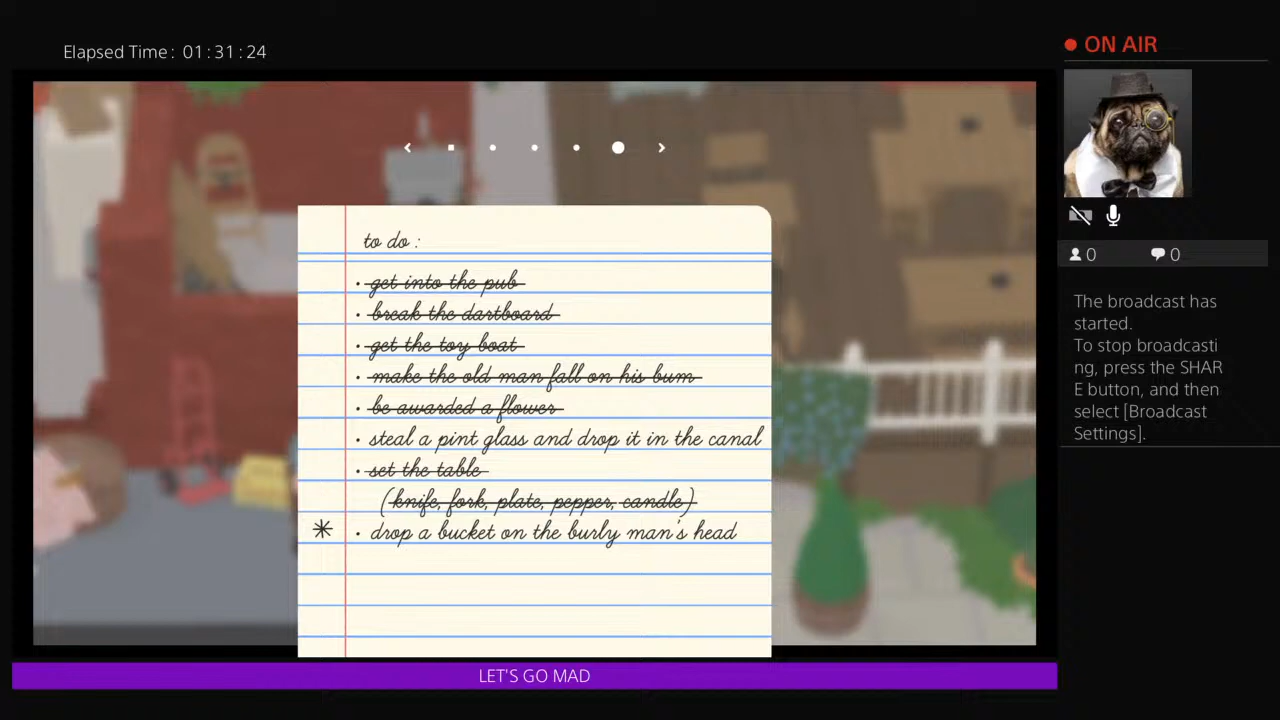 Elapsed Time: 01:31:24
ON AIR
to do :
• get into the pub
• break the dartboard
• get the toy boat
• make the old man fall on his bum
• be awarded a flower
• steal a pint glass and drop it in the canal
• set the table
(knife, fork, plate, pepper, candle)
* • drop a bucket on the burly man's head
0 0
The broadcast has
started.
To stop broadcasti
ng, press the SHAR
E button, and then
select [Broadcast
Settings].
LET'S GO MAD